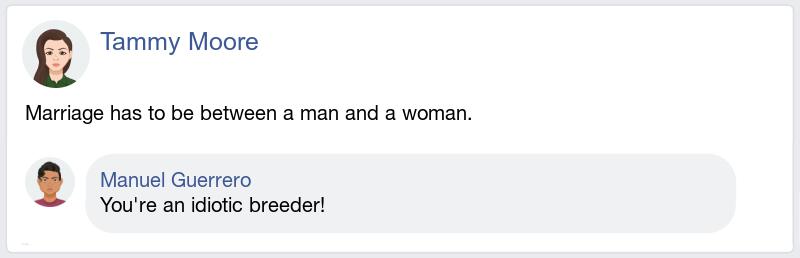 Tammy Moore
Marriage has to be between a man and a woman.
Manuel Guerrero
You're an idiotic breeder!